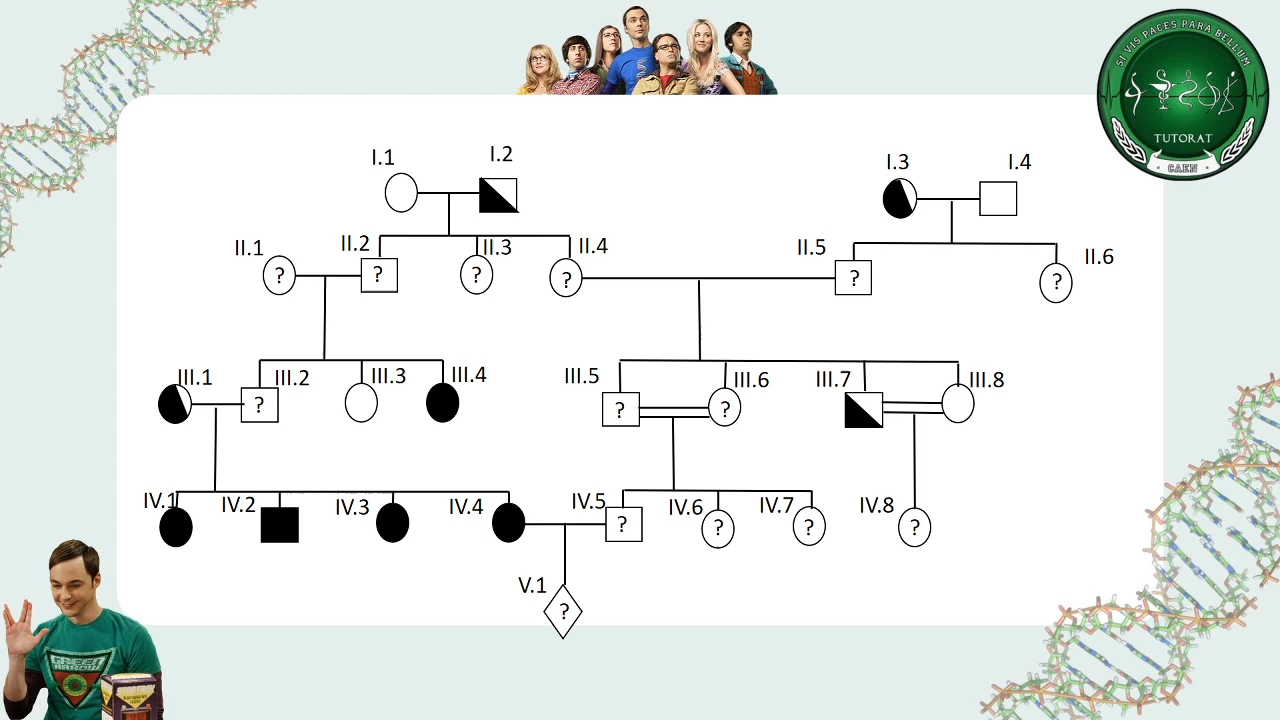 SI VIS PACES PARA BELLUM
TUTORAT
CAEN
I.1
I.2
I.3
I.4
II.1
?
II.2
?
II.3
?
II.4
?
II.5
?
II.6
?
III.1
III.2
?
III.3
III.4
III.5
?
III.6
?
III.7
III.8
IV.1
IV.2
IV.3
IV.4
IV.5
?
IV.6
?
IV.7
?
IV.8
?
V.1
?
GREEN